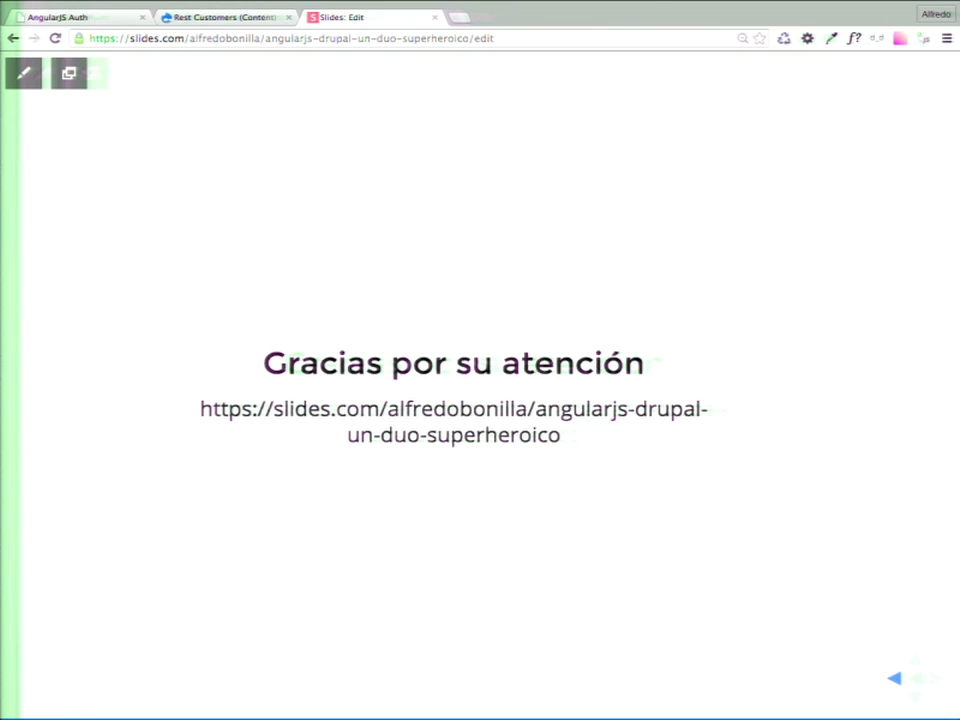 AngularJS Auth
Rest Customers (Content)
Slides: Edit
Alfredo
https://slides.com/alfredobonilla/angularjs-drupal-un-duo-superheroico/edit
f?
Gracias por su atención
https://slides.com/alfredobonilla/angularjs-drupal-
un-duo-superheroico